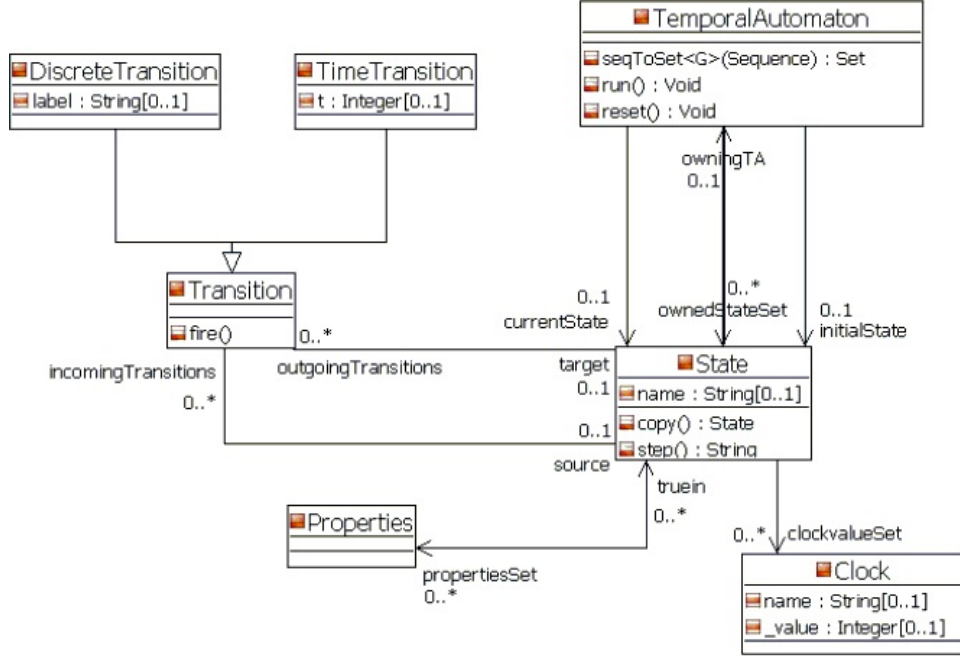 TemporalAutomaton
seqToSet<G>(Sequence) : Set
run() : Void
reset() : Void
DiscreteTransition
label : String[0..1]
TimeTransition
t : Integer[0..1]
owningTA
0..1
Transition
fire()
0..*
outgoingTransitions
incomingTransitions
0..*
0..1
currentState
0..*
ownedStateSet
0..1
initialState
target
0..1
0..1
source
State
name : String[0..1]
copy() : State
step() : String
truein
0..*
Properties
propertiesSet
0..*
0..*
clockvalueSet
Clock
name : String[0..1]
_value : Integer[0..1]